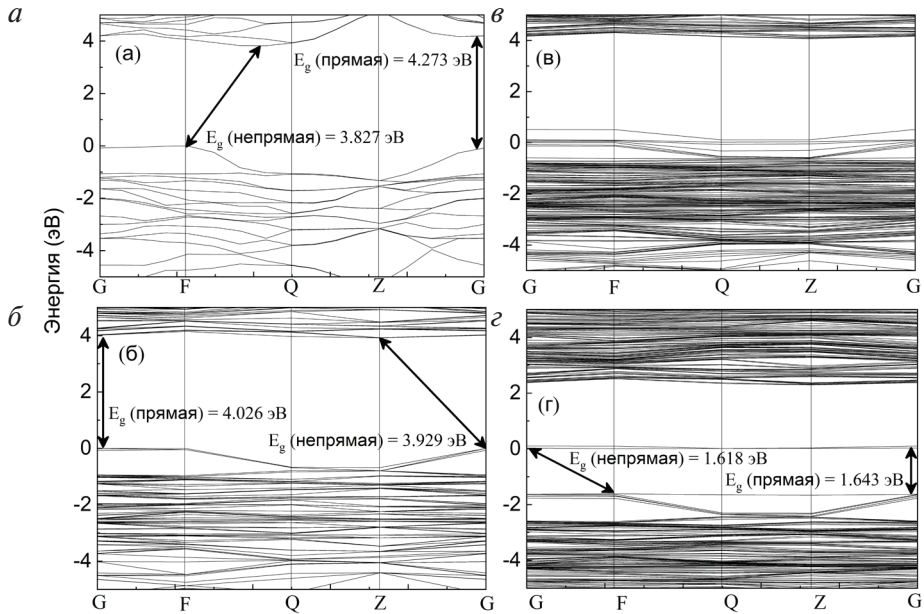 а
(а)
E_g (прямая) = 4.273 эВ
E_g (непрямая) = 3.827 эВ
4
2
0
-2
-4
G F Q Z G
в
(в)
4
2
0
-2
-4
G F Q Z G
Энергия (эВ)
б
(б)
E_g (прямая) = 4.026 эВ
E_g (непрямая) = 3.929 эВ
4
2
0
-2
-4
G F Q Z G
г
(г)
E_g (непрямая) = 1.618 эВ
E_g (прямая) = 1.643 эВ
4
2
0
-2
-4
G F Q Z G